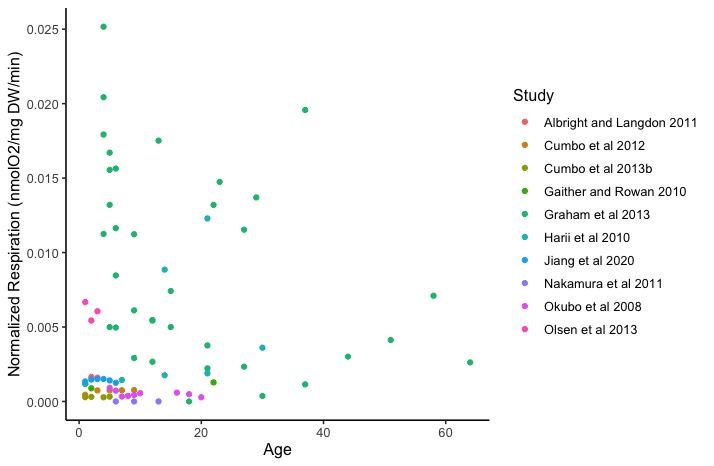 Normalized Respiration (nmolO2/mg DW/min)
0.025
0.020
0.015
0.010
0.005
0.000
0
20
40
60
Age
Study
Albright and Langdon 2011
Cumbo et al 2012
Cumbo et al 2013b
Gaither and Rowan 2010
Graham et al 2013
Harii et al 2010
Jiang et al 2020
Nakamura et al 2011
Okubo et al 2008
Olsen et al 2013